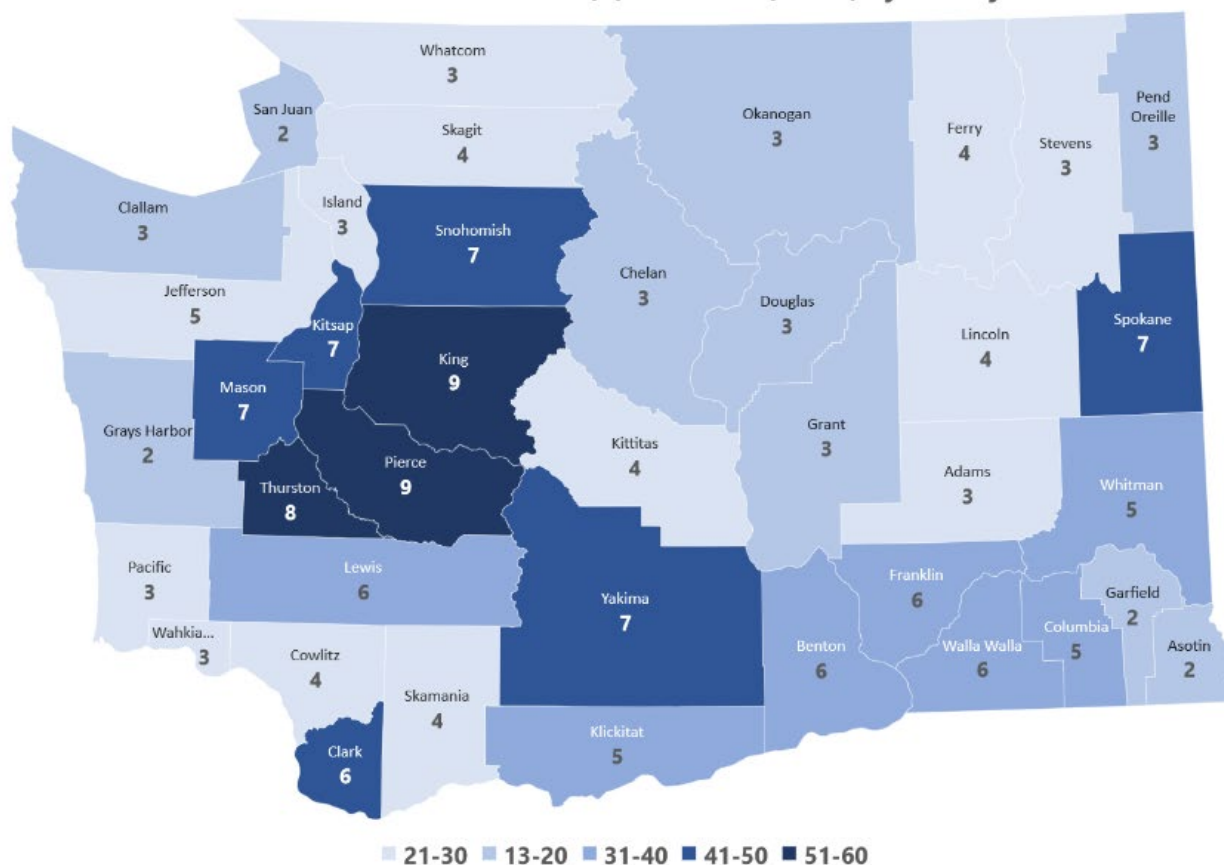 Whatcom
3
San Juan
2
Skagit
4
Okanogan
3
Ferry
4
Stevens
3
Pend
Oreille
3
Clallam
3
Island
3
Snohomish
7
Chelan
3
Douglas
3
Jefferson
5
Kitsap
7
King
9
Lincoln
4
Spokane
7
Mason
7
Grays Harbor
2
Kittitas
4
Grant
3
Pierce
9
Thurston
8
Adams
3
Whitman
5
Pacific
3
Lewis
6
Yakima
7
Franklin
6
Garfield
2
Wahkia...
3
Cowlitz
4
Skamania
4
Benton
6
Walla Walla
6
Columbia
5
Asotin
2
Clark
6
Klickitat
5
21-30 13-20 31-40 41-50 51-60